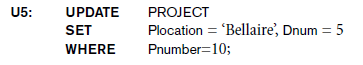 U5: UPDATE PROJECT
SET Plocation = ‘Bellaire’, Dnum = 5
WHERE Pnumber=10;